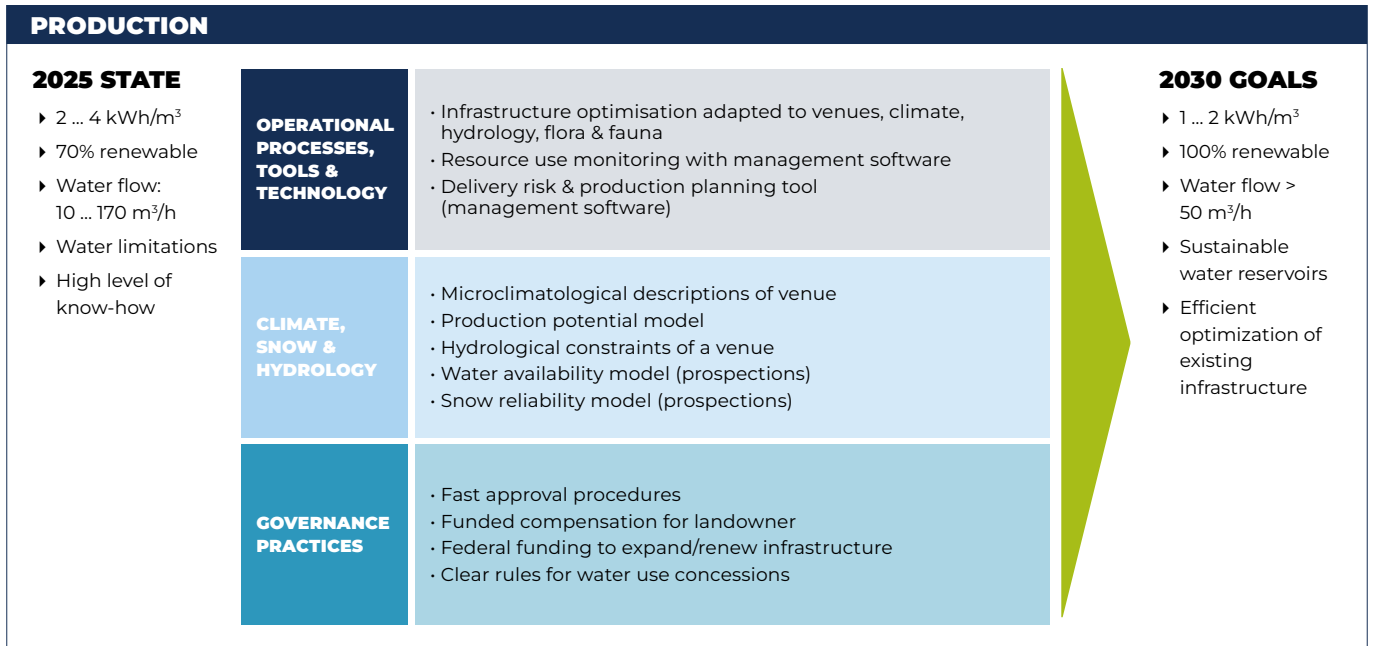 PRODUCTION
2025 STATE
‣ 2 ... 4 kWh/m³
‣ 70% renewable
‣ Water flow:
10 ... 170 m³/h
‣ Water limitations
‣ High level of
know-how
OPERATIONAL
PROCESSES,
TOOLS &
TECHNOLOGY
· Infrastructure optimisation adapted to venues, climate,
hydrology, flora & fauna
· Resource use monitoring with management software
· Delivery risk & production planning tool
(management software)
CLIMATE,
SNOW &
HYDROLOGY
· Microclimatological descriptions of venue
· Production potential model
· Hydrological constraints of a venue
· Water availability model (prospections)
· Snow reliability model (prospections)
GOVERNANCE
PRACTICES
· Fast approval procedures
· Funded compensation for landowner
· Federal funding to expand/renew infrastructure
· Clear rules for water use concessions
2030 GOALS
‣ 1 ... 2 kWh/m³
‣ 100% renewable
‣ Water flow >
50 m³/h
‣ Sustainable
water reservoirs
‣ Efficient
optimization of
existing
infrastructure